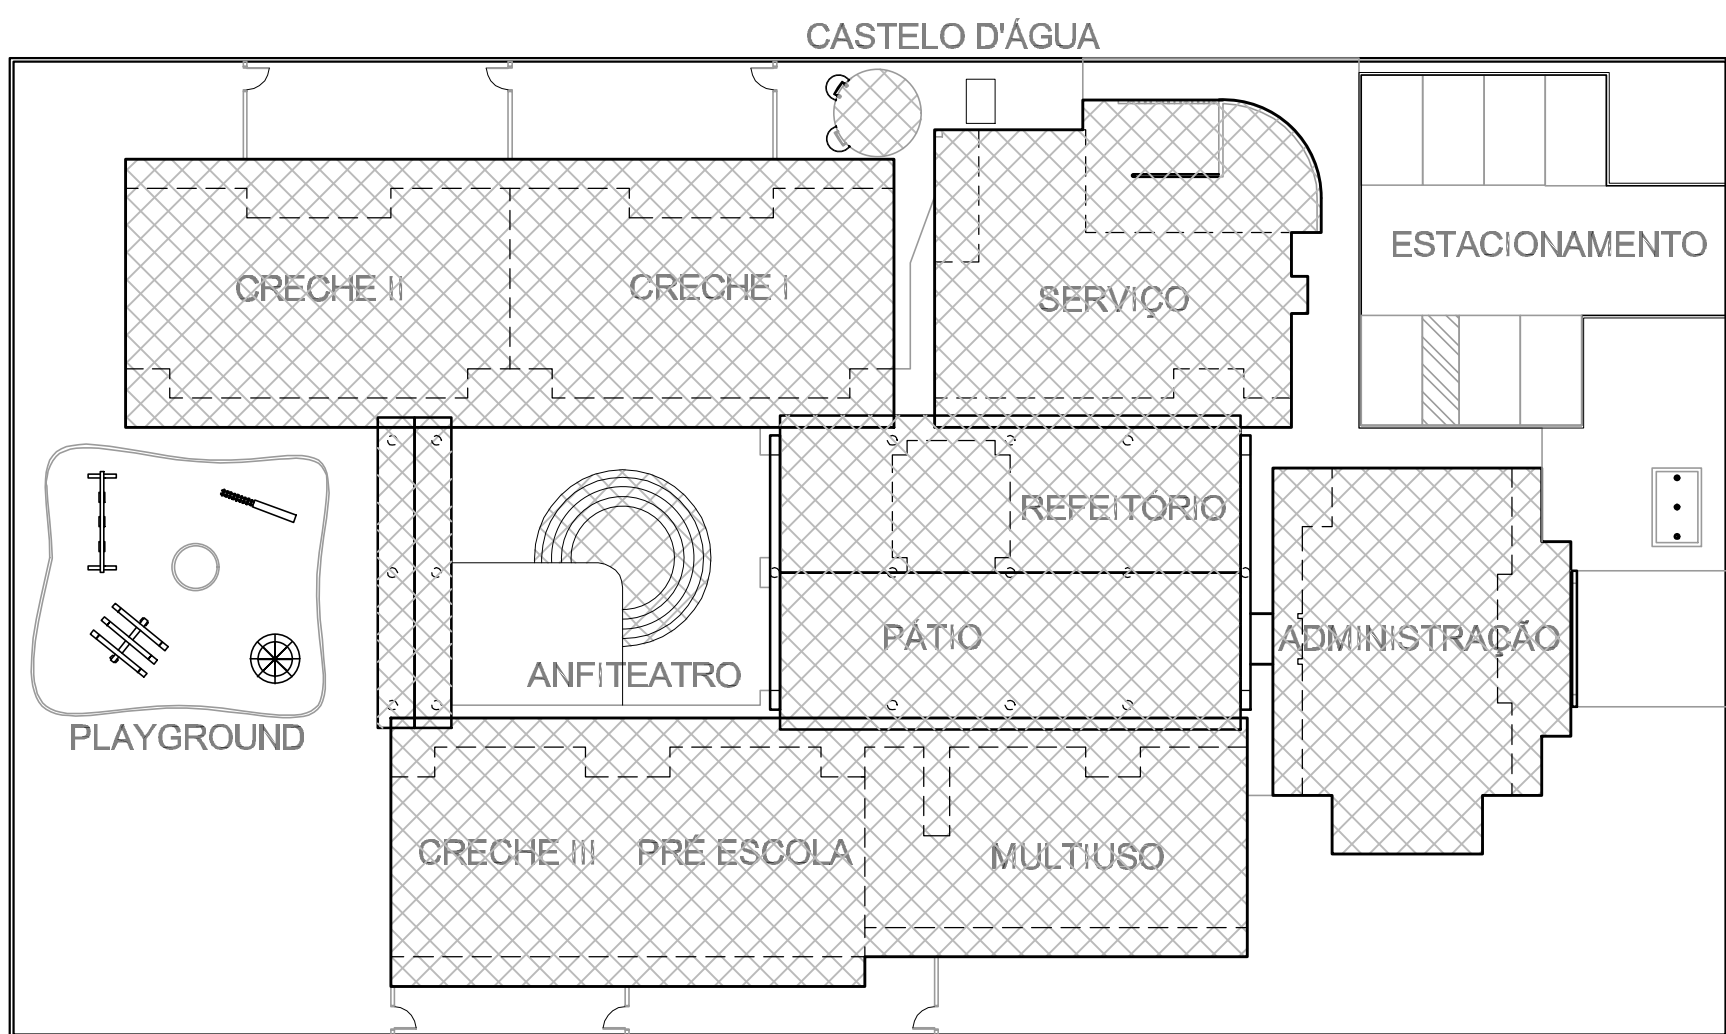 CASTELO D'ÁGUA
ESTACIONAMENTO
CRECHE II
CRECHE I
SERVIÇO
REFEITÓRIO
PÁTIO
ADMINISTRAÇÃO
ANFITEATRO
PLAYGROUND
CRECHE III
PRÉ ESCOLA
MULTIUSO